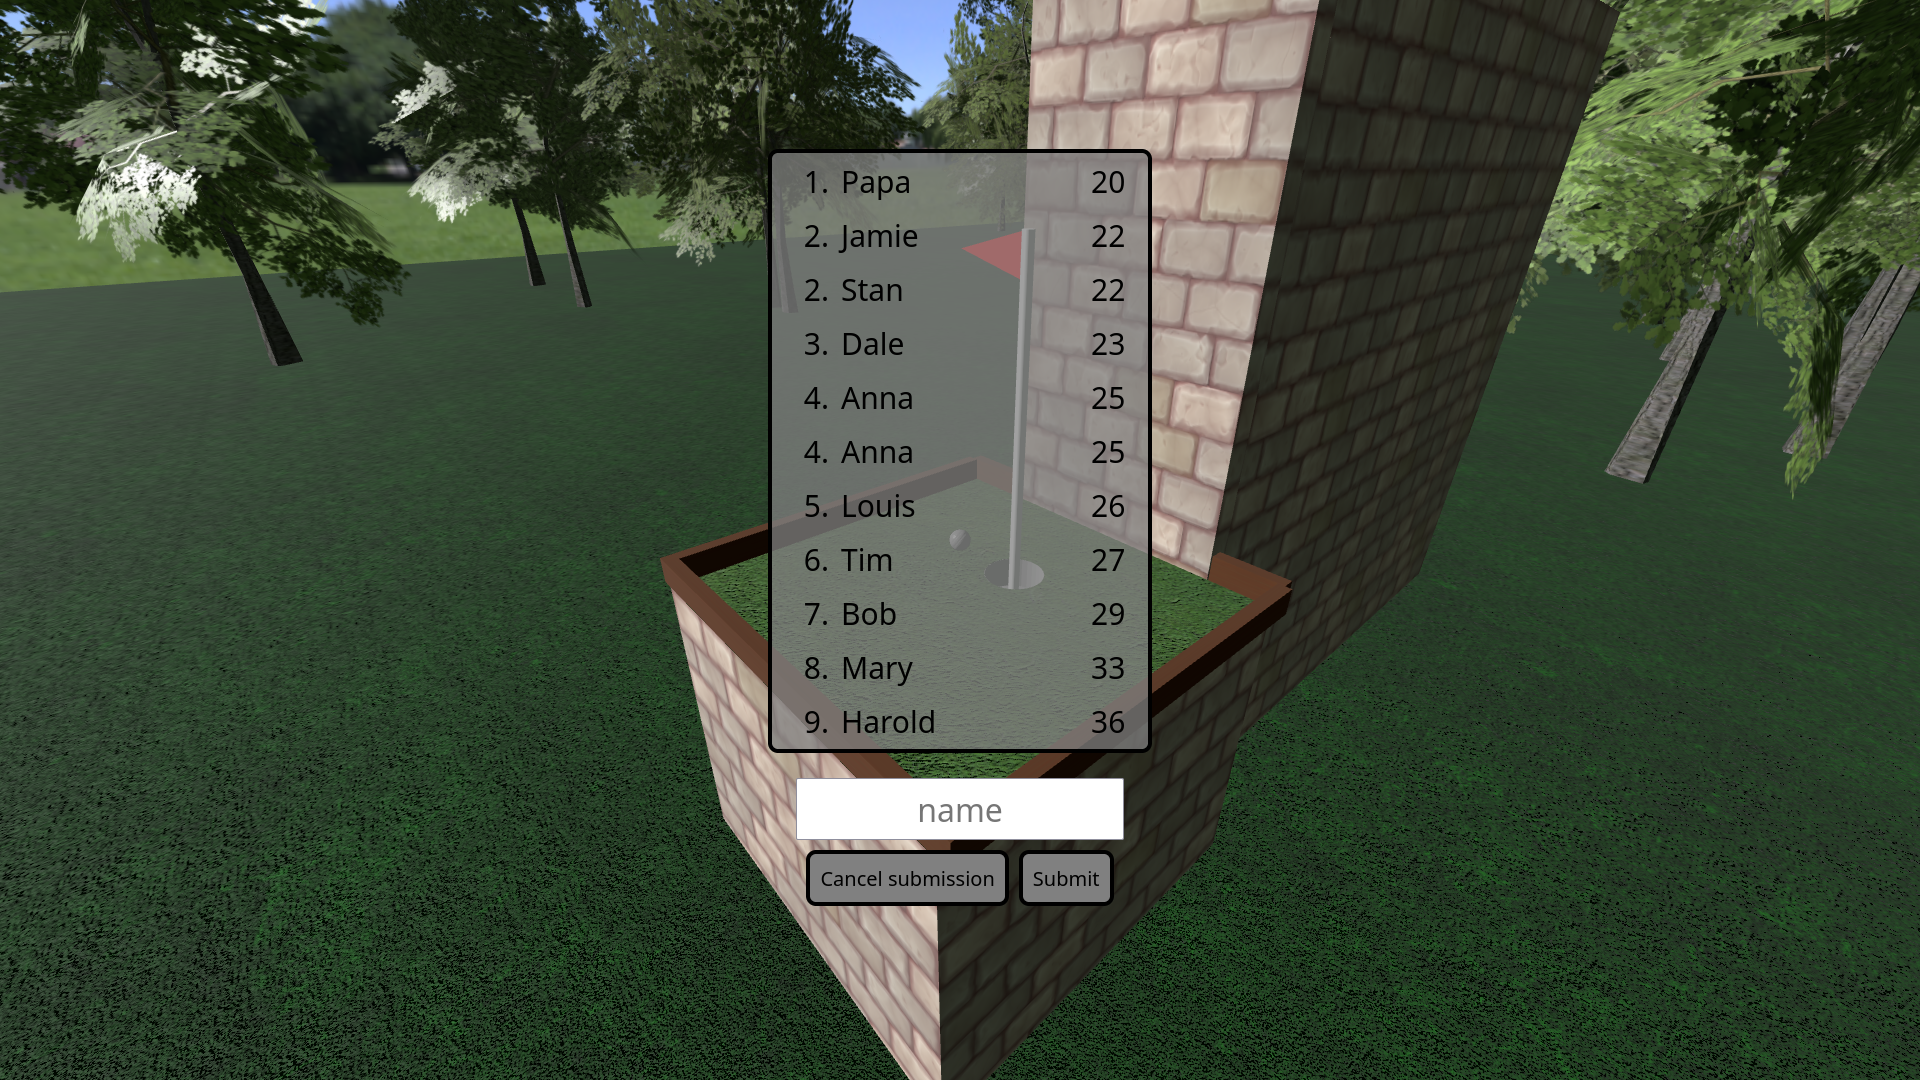 1. Papa 20
2. Jamie 22
2. Stan 22
3. Dale 23
4. Anna 25
4. Anna 25
5. Louis 26
6. Tim 27
7. Bob 29
8. Mary 33
9. Harold 36
name
Cancel submission Submit